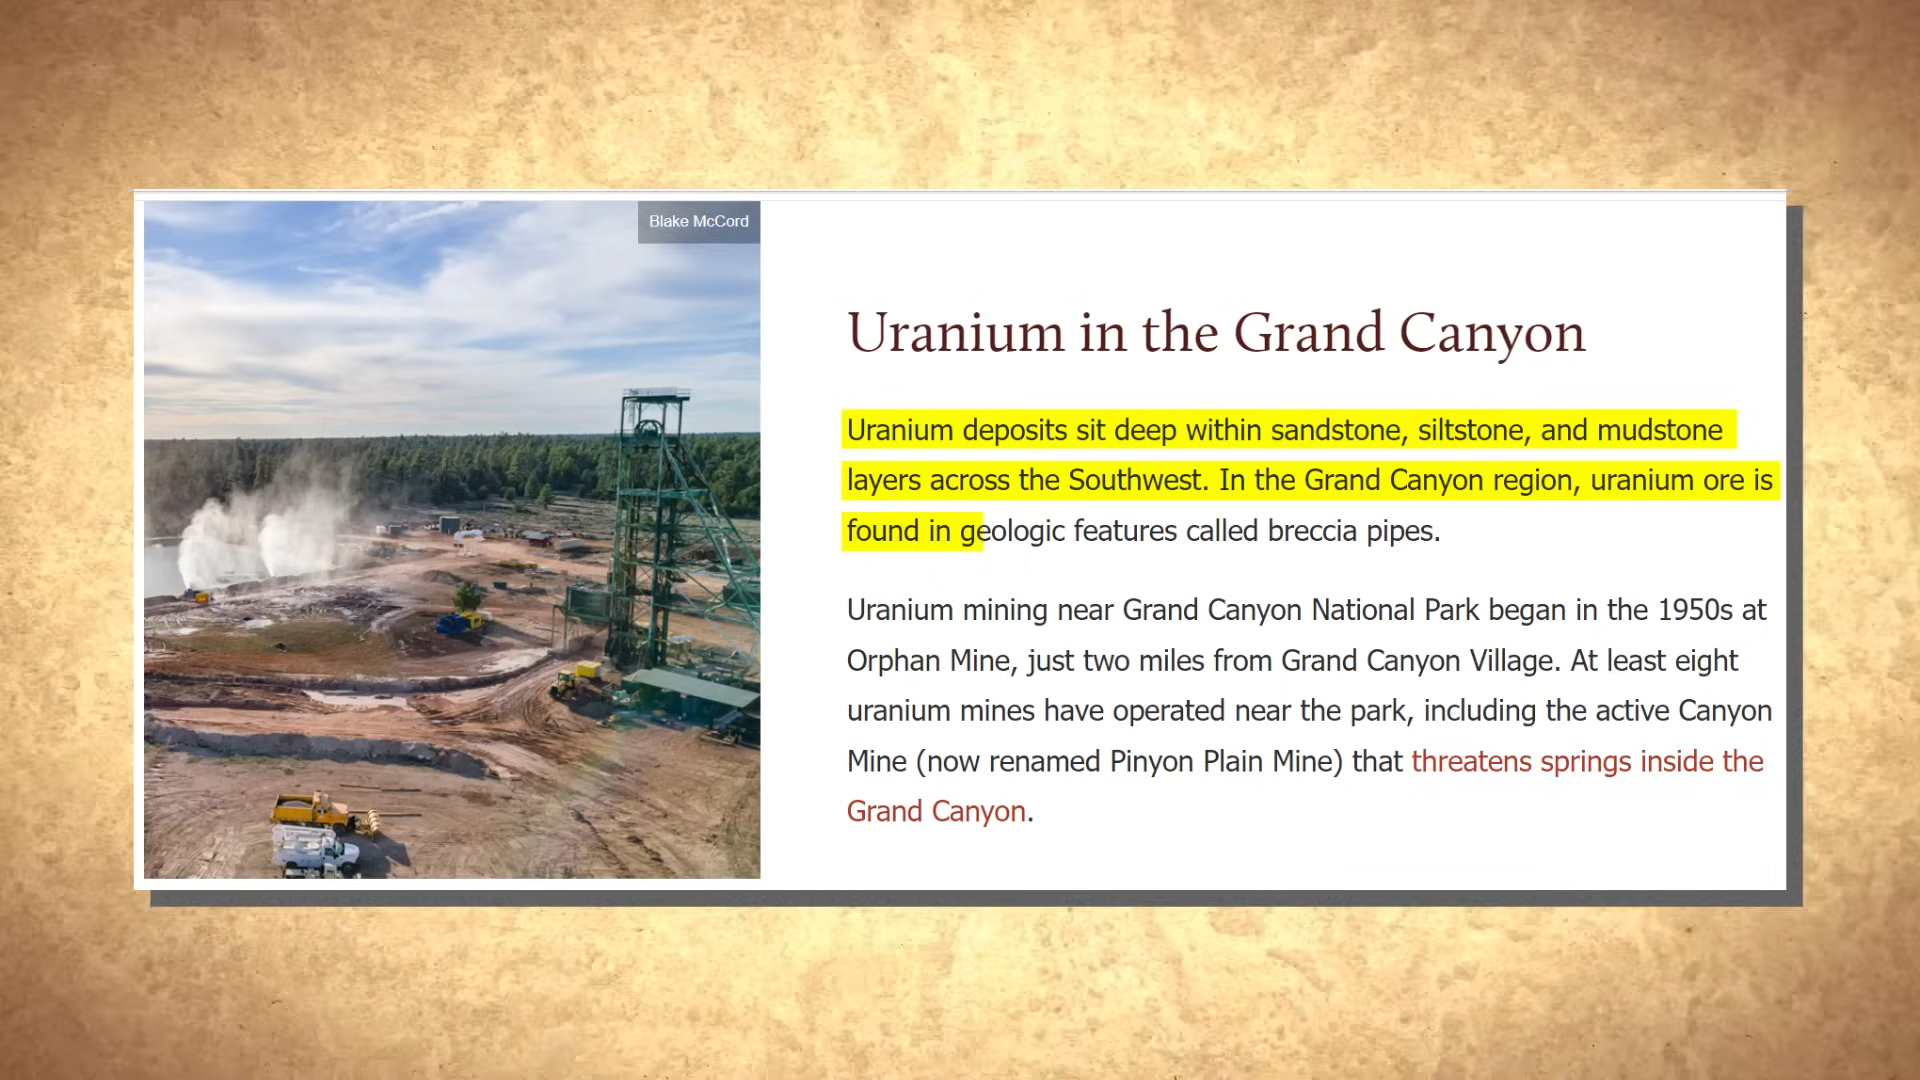 Blake McCord
Uranium in the Grand Canyon
Uranium deposits sit deep within sandstone, siltstone, and mudstone
layers across the Southwest. In the Grand Canyon region, uranium ore is
found in geologic features called breccia pipes.
Uranium mining near Grand Canyon National Park began in the 1950s at
Orphan Mine, just two miles from Grand Canyon Village. At least eight
uranium mines have operated near the park, including the active Canyon
Mine (now renamed Pinyon Plain Mine) that threatens springs inside the
Grand Canyon.